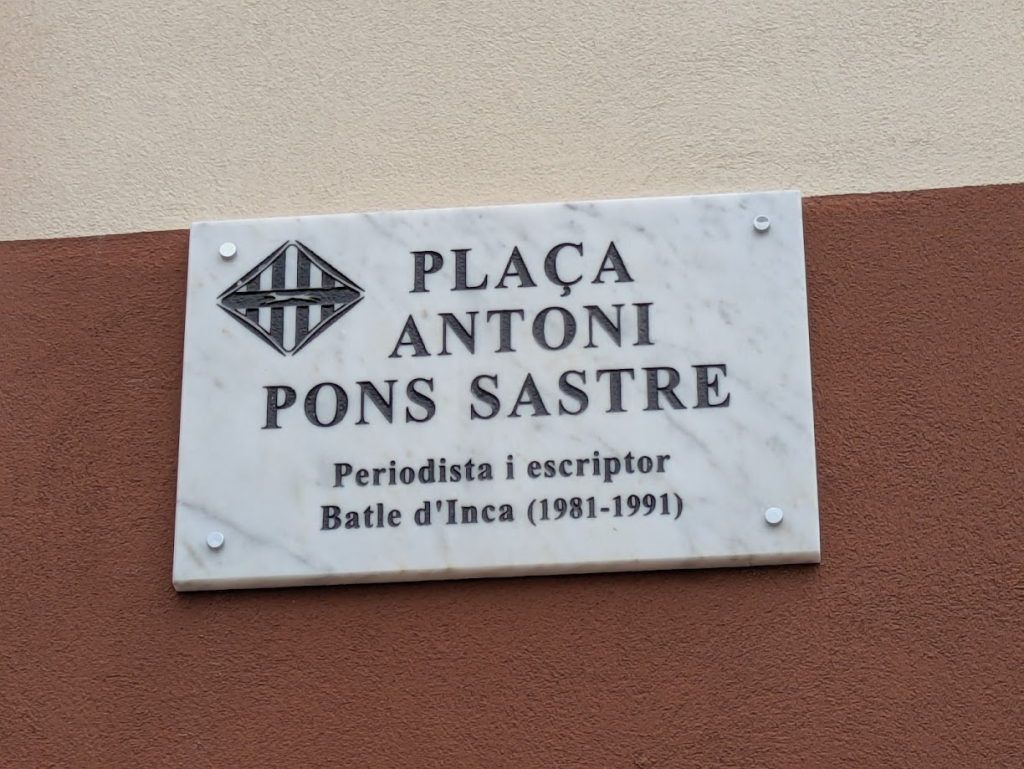 PLAÇA
ANTONI
PONS SASTRE
Periodista i escriptor
Batle d'Inca (1981-1991)